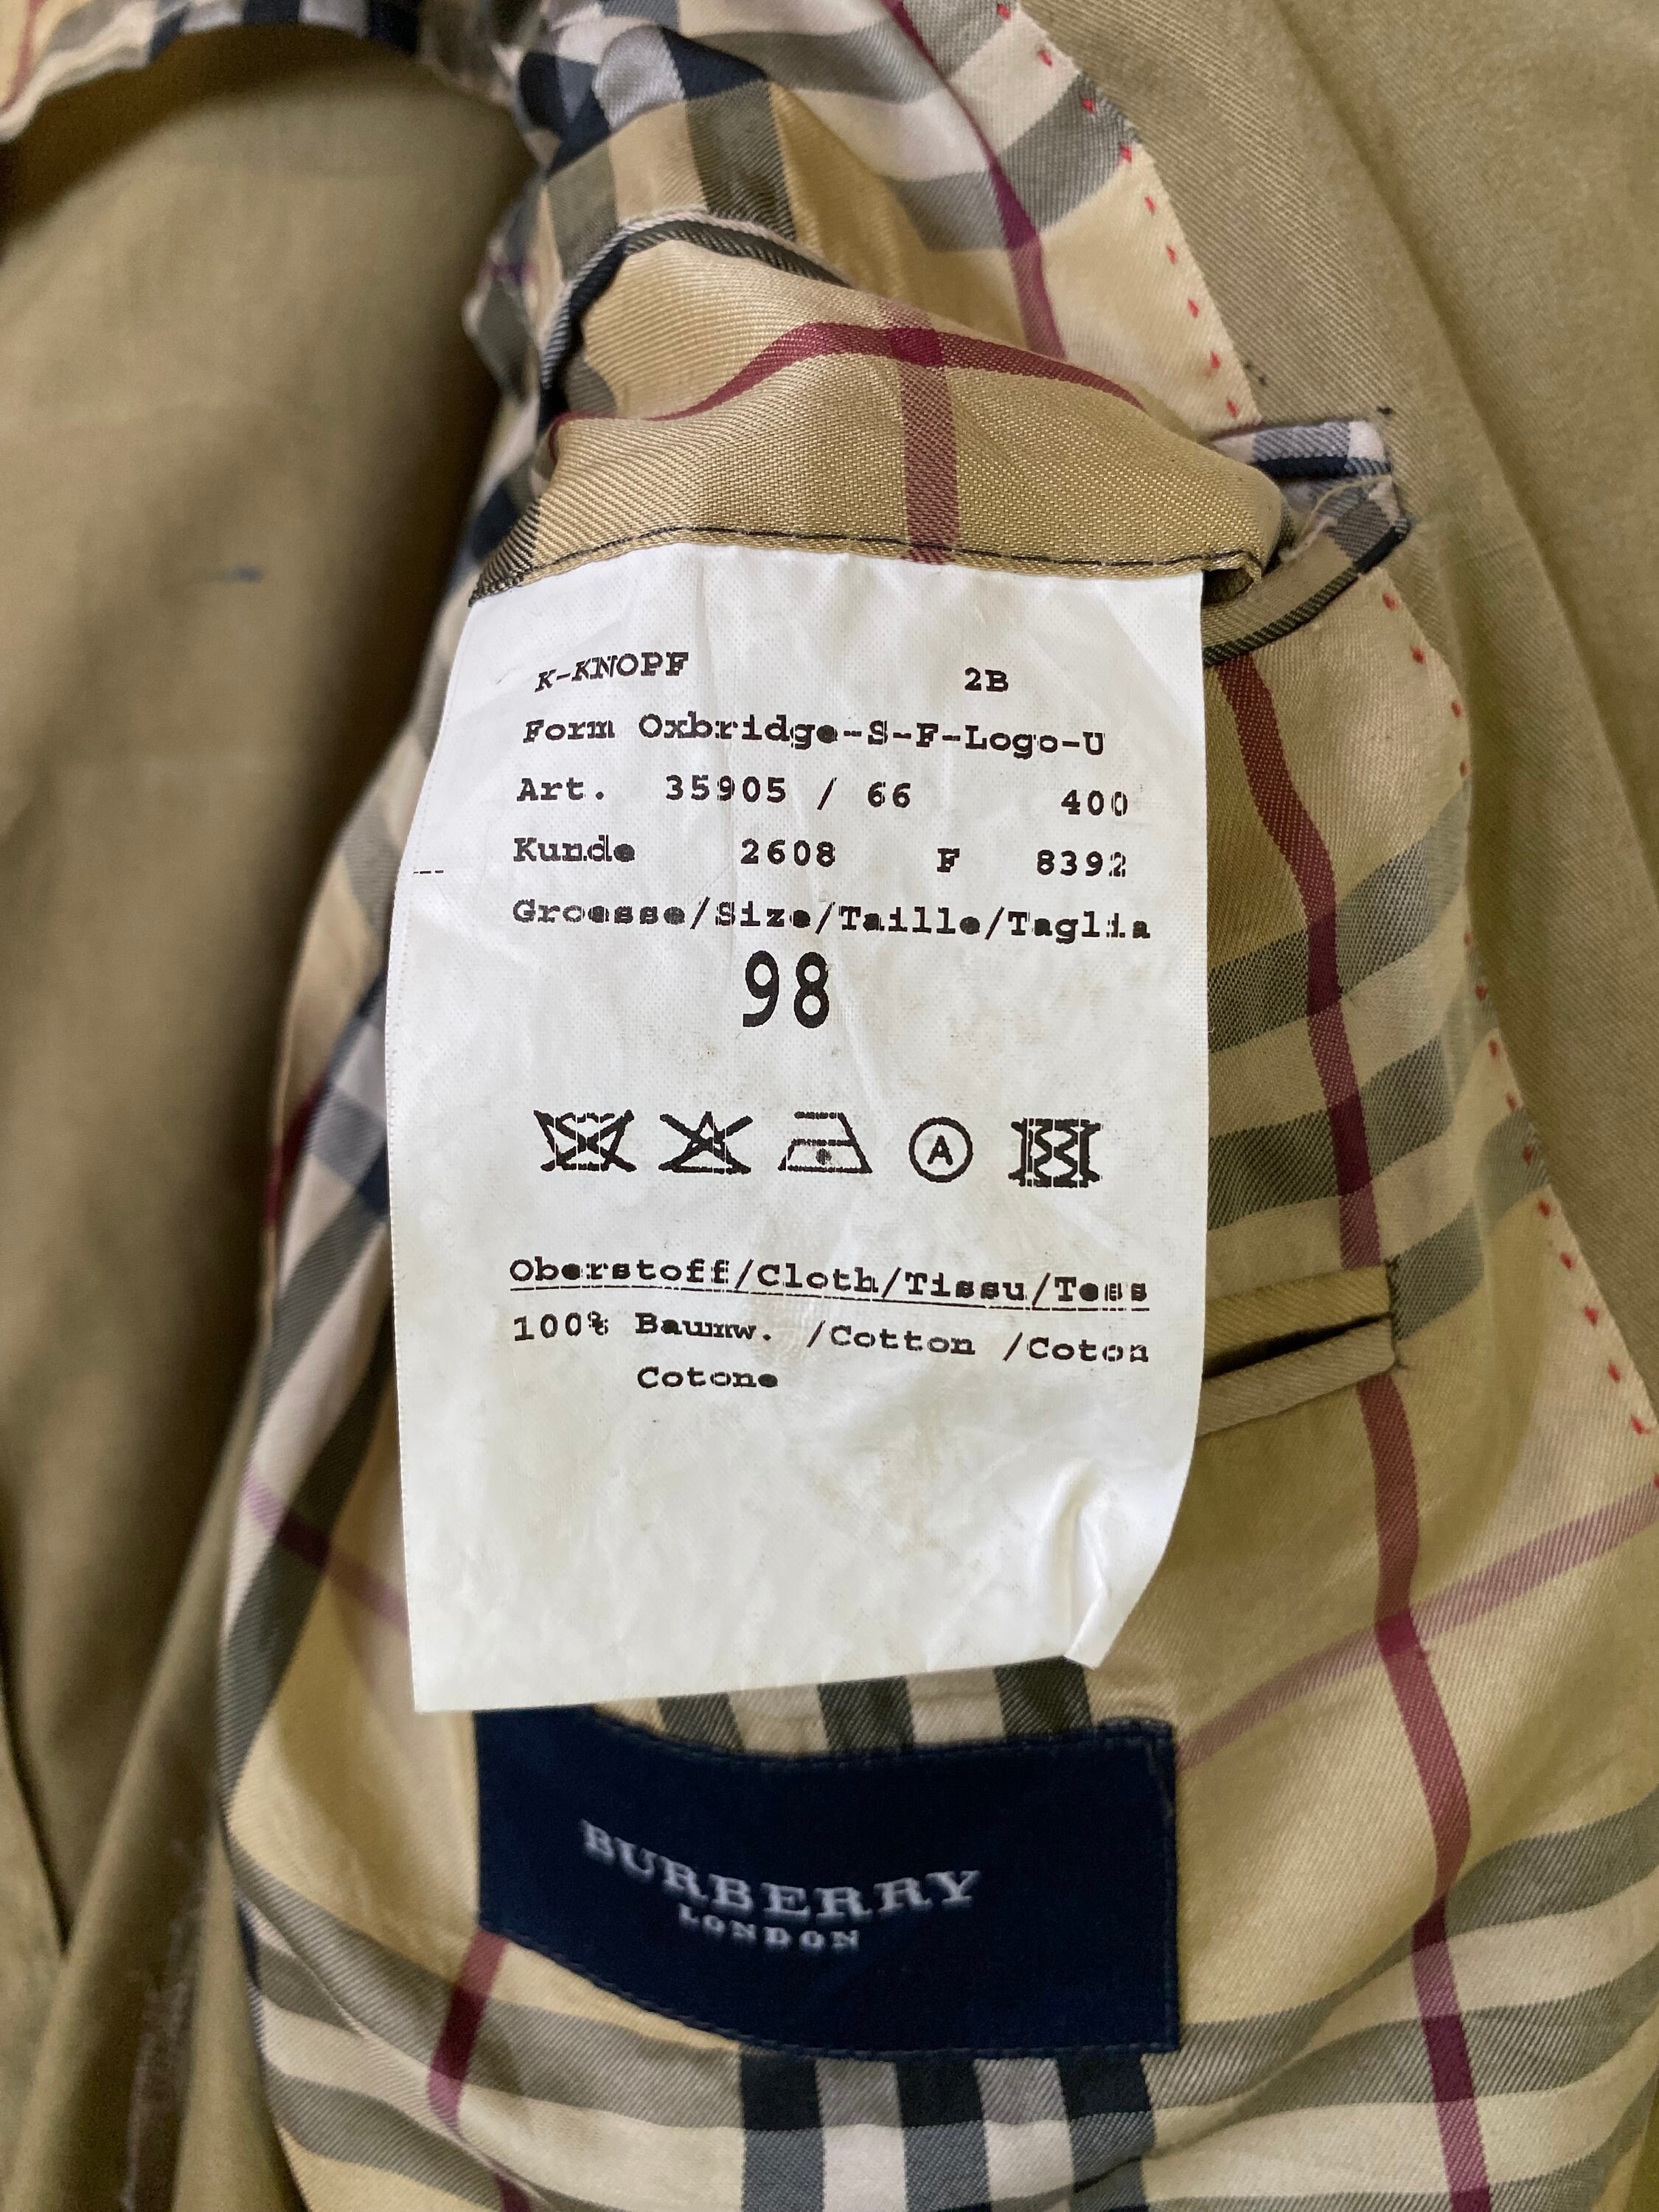 K-KNOPF 2B
Form Oxbridge-S-F-Logo-U
Art. 35905 / 66 400
Kunde 2608 F 8392
Groesse/Size/Taille/Taglia
98
A
Oberstoff/Cloth/Tissu/Tess
100% Baumw. /Cotton /Coton
Cotone
BURBERRY
LONDON